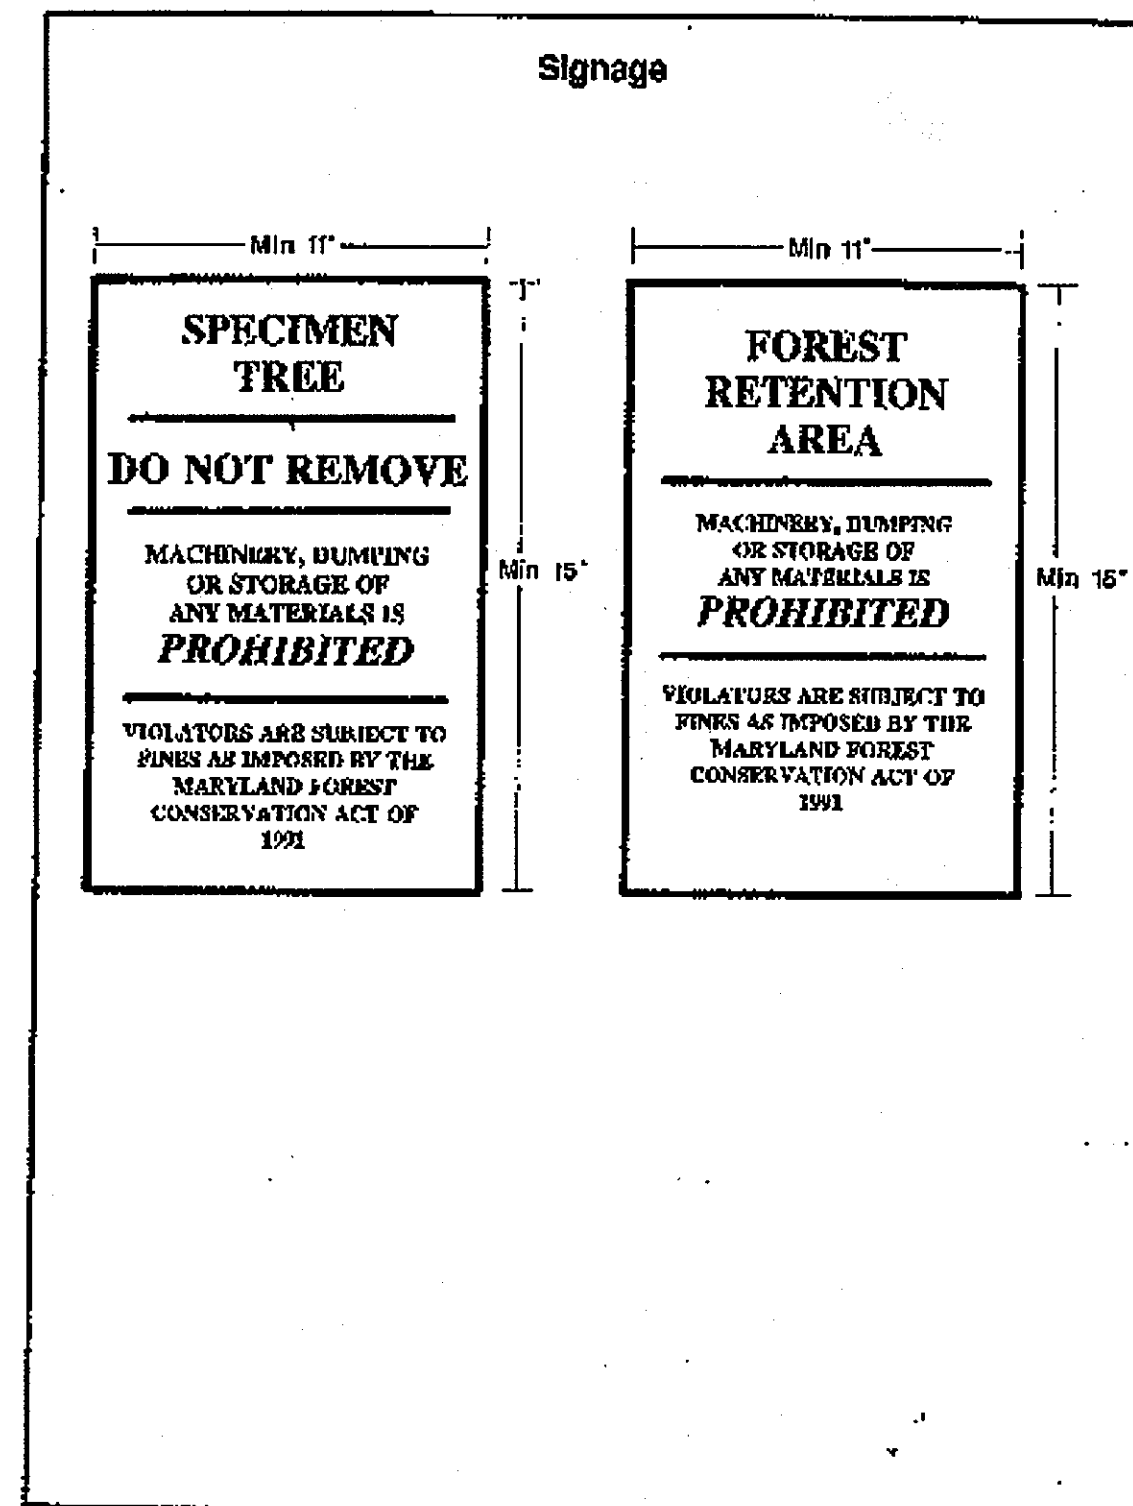 Signage
Min 11"
SPECIMEN
TREE
DO NOT REMOVE
MACHINERY, DUMPING
OR STORAGE OF
ANY MATERIALS IS
PROHIBITED
VIOLATORS ARE SUBJECT TO
FINES AS IMPOSED BY THE
MARYLAND FOREST
CONSERVATION ACT OF
1991
Min 15"
Min 11"
FOREST
RETENTION
AREA
MACHINERY, DUMPING
OR STORAGE OF
ANY MATERIALS IS
PROHIBITED
VIOLATORS ARE SUBJECT TO
FINES AS IMPOSED BY THE
MARYLAND FOREST
CONSERVATION ACT OF
1991
Min 15"